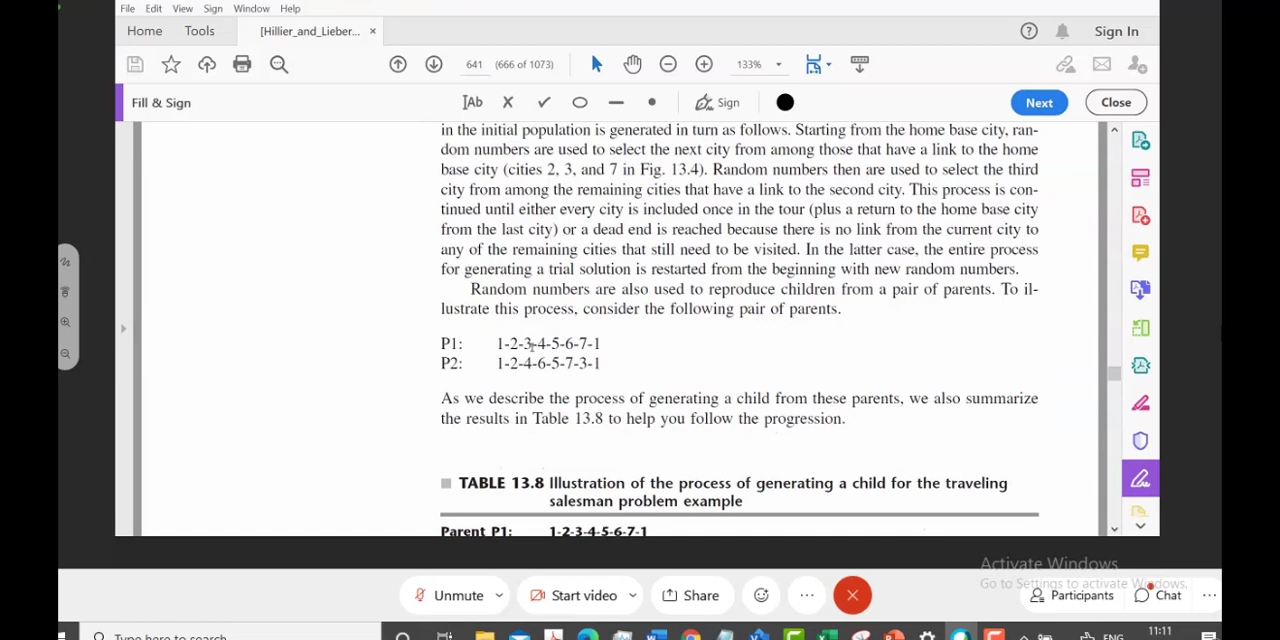 File Edit View Sign Window Help
Home Tools [Hillier_and_Lieber... × Sign In
641 (666 of 1073) 133%
Fill & Sign Ab Sign Next Close
in the initial population is generated in turn as follows. Starting from the home base city, ran-
dom numbers are used to select the next city from among those that have a link to the home
base city (cities 2, 3, and 7 in Fig. 13.4). Random numbers then are used to select the third
city from among the remaining cities that have a link to the second city. This process is con-
tinued until either every city is included once in the tour (plus a return to the home base city
from the last city) or a dead end is reached because there is no link from the current city to
any of the remaining cities that still need to be visited. In the latter case, the entire process
for generating a trial solution is restarted from the beginning with new random numbers.
Random numbers are also used to reproduce children from a pair of parents. To il-
lustrate this process, consider the following pair of parents.
P1: 1-2-3-4-5-6-7-1
P2: 1-2-4-6-5-7-3-1
As we describe the process of generating a child from these parents, we also summarize
the results in Table 13.8 to help you follow the progression.
TABLE 13.8 Illustration of the process of generating a child for the traveling
salesman problem example
Parent P1: 1-2-3-4-5-6-7-1
Activate Windows
Go to Settings to activate Windows.
Unmute Start video Share Participants Chat
Type here to search ENG 11:11